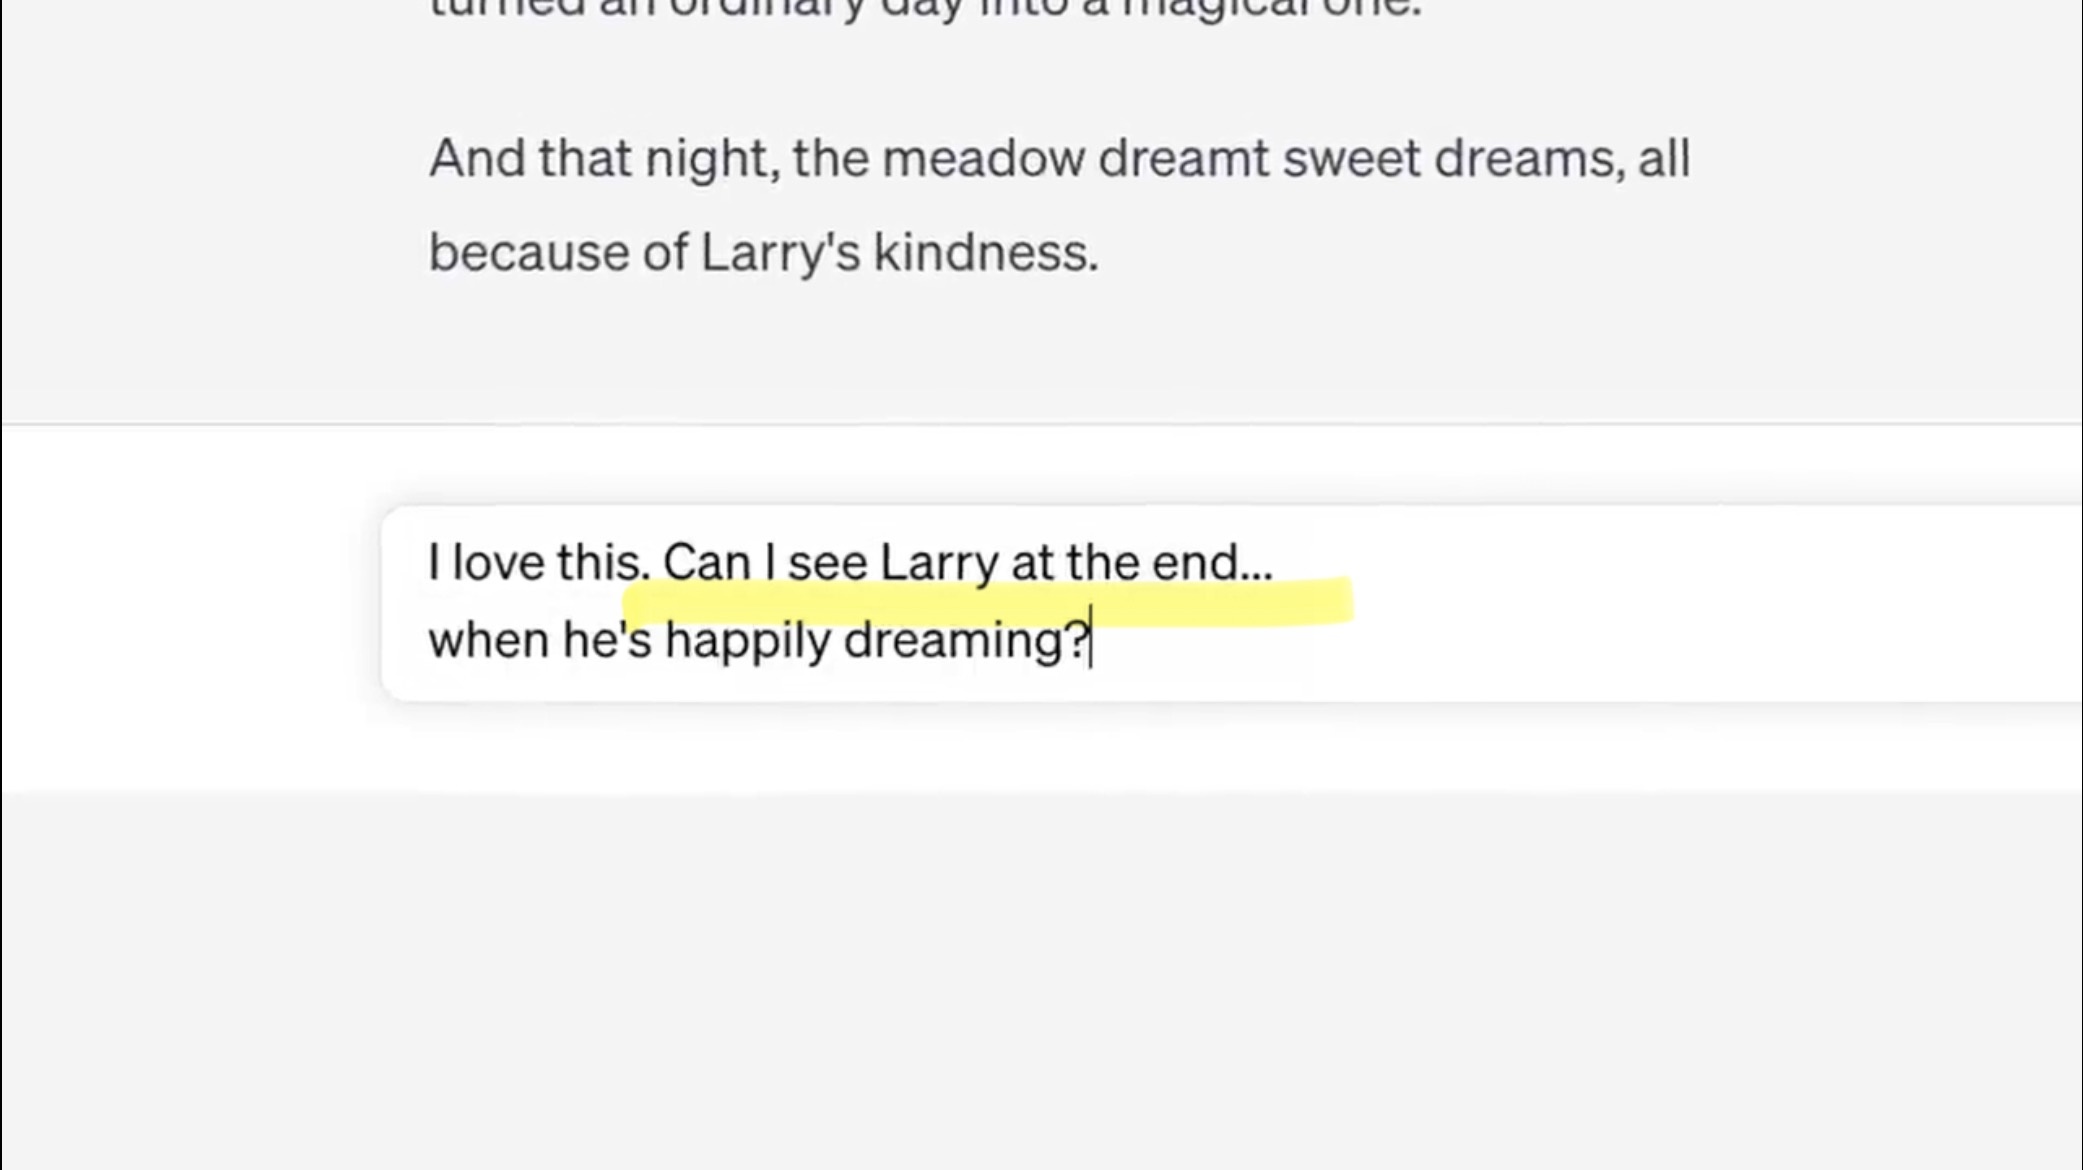 turned an ordinary day into a magical one.
And that night, the meadow dreamt sweet dreams, all
because of Larry's kindness.
I love this. Can I see Larry at the end...
when he's happily dreaming?